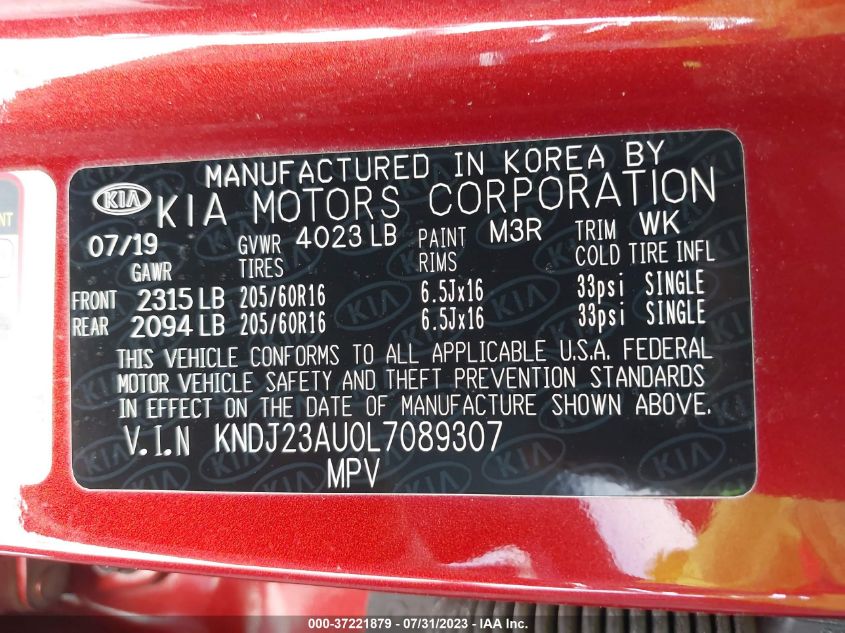 MANUFACTURED IN KOREA BY
KIA KIA MOTORS CORPORATION
07/19 GVWR 4023 LB PAINT M3R TRIM WK
GAWR TIRES RIMS COLD TIRE INFL
FRONT 2315 LB 205/60R16 6.5Jx16 33psi SINGLE
REAR 2094 LB 205/60R16 6.5Jx16 33psi SINGLE
THIS VEHICLE CONFORMS TO ALL APPLICABLE U.S.A. FEDERAL
MOTOR VEHICLE SAFETY AND THEFT PREVENTION STANDARDS
IN EFFECT ON THE DATE OF MANUFACTURE SHOWN ABOVE.
V.I.N KNDJ23AU0L7089307
MPV
000-37221879 - 07/31/2023 - IAA Inc.